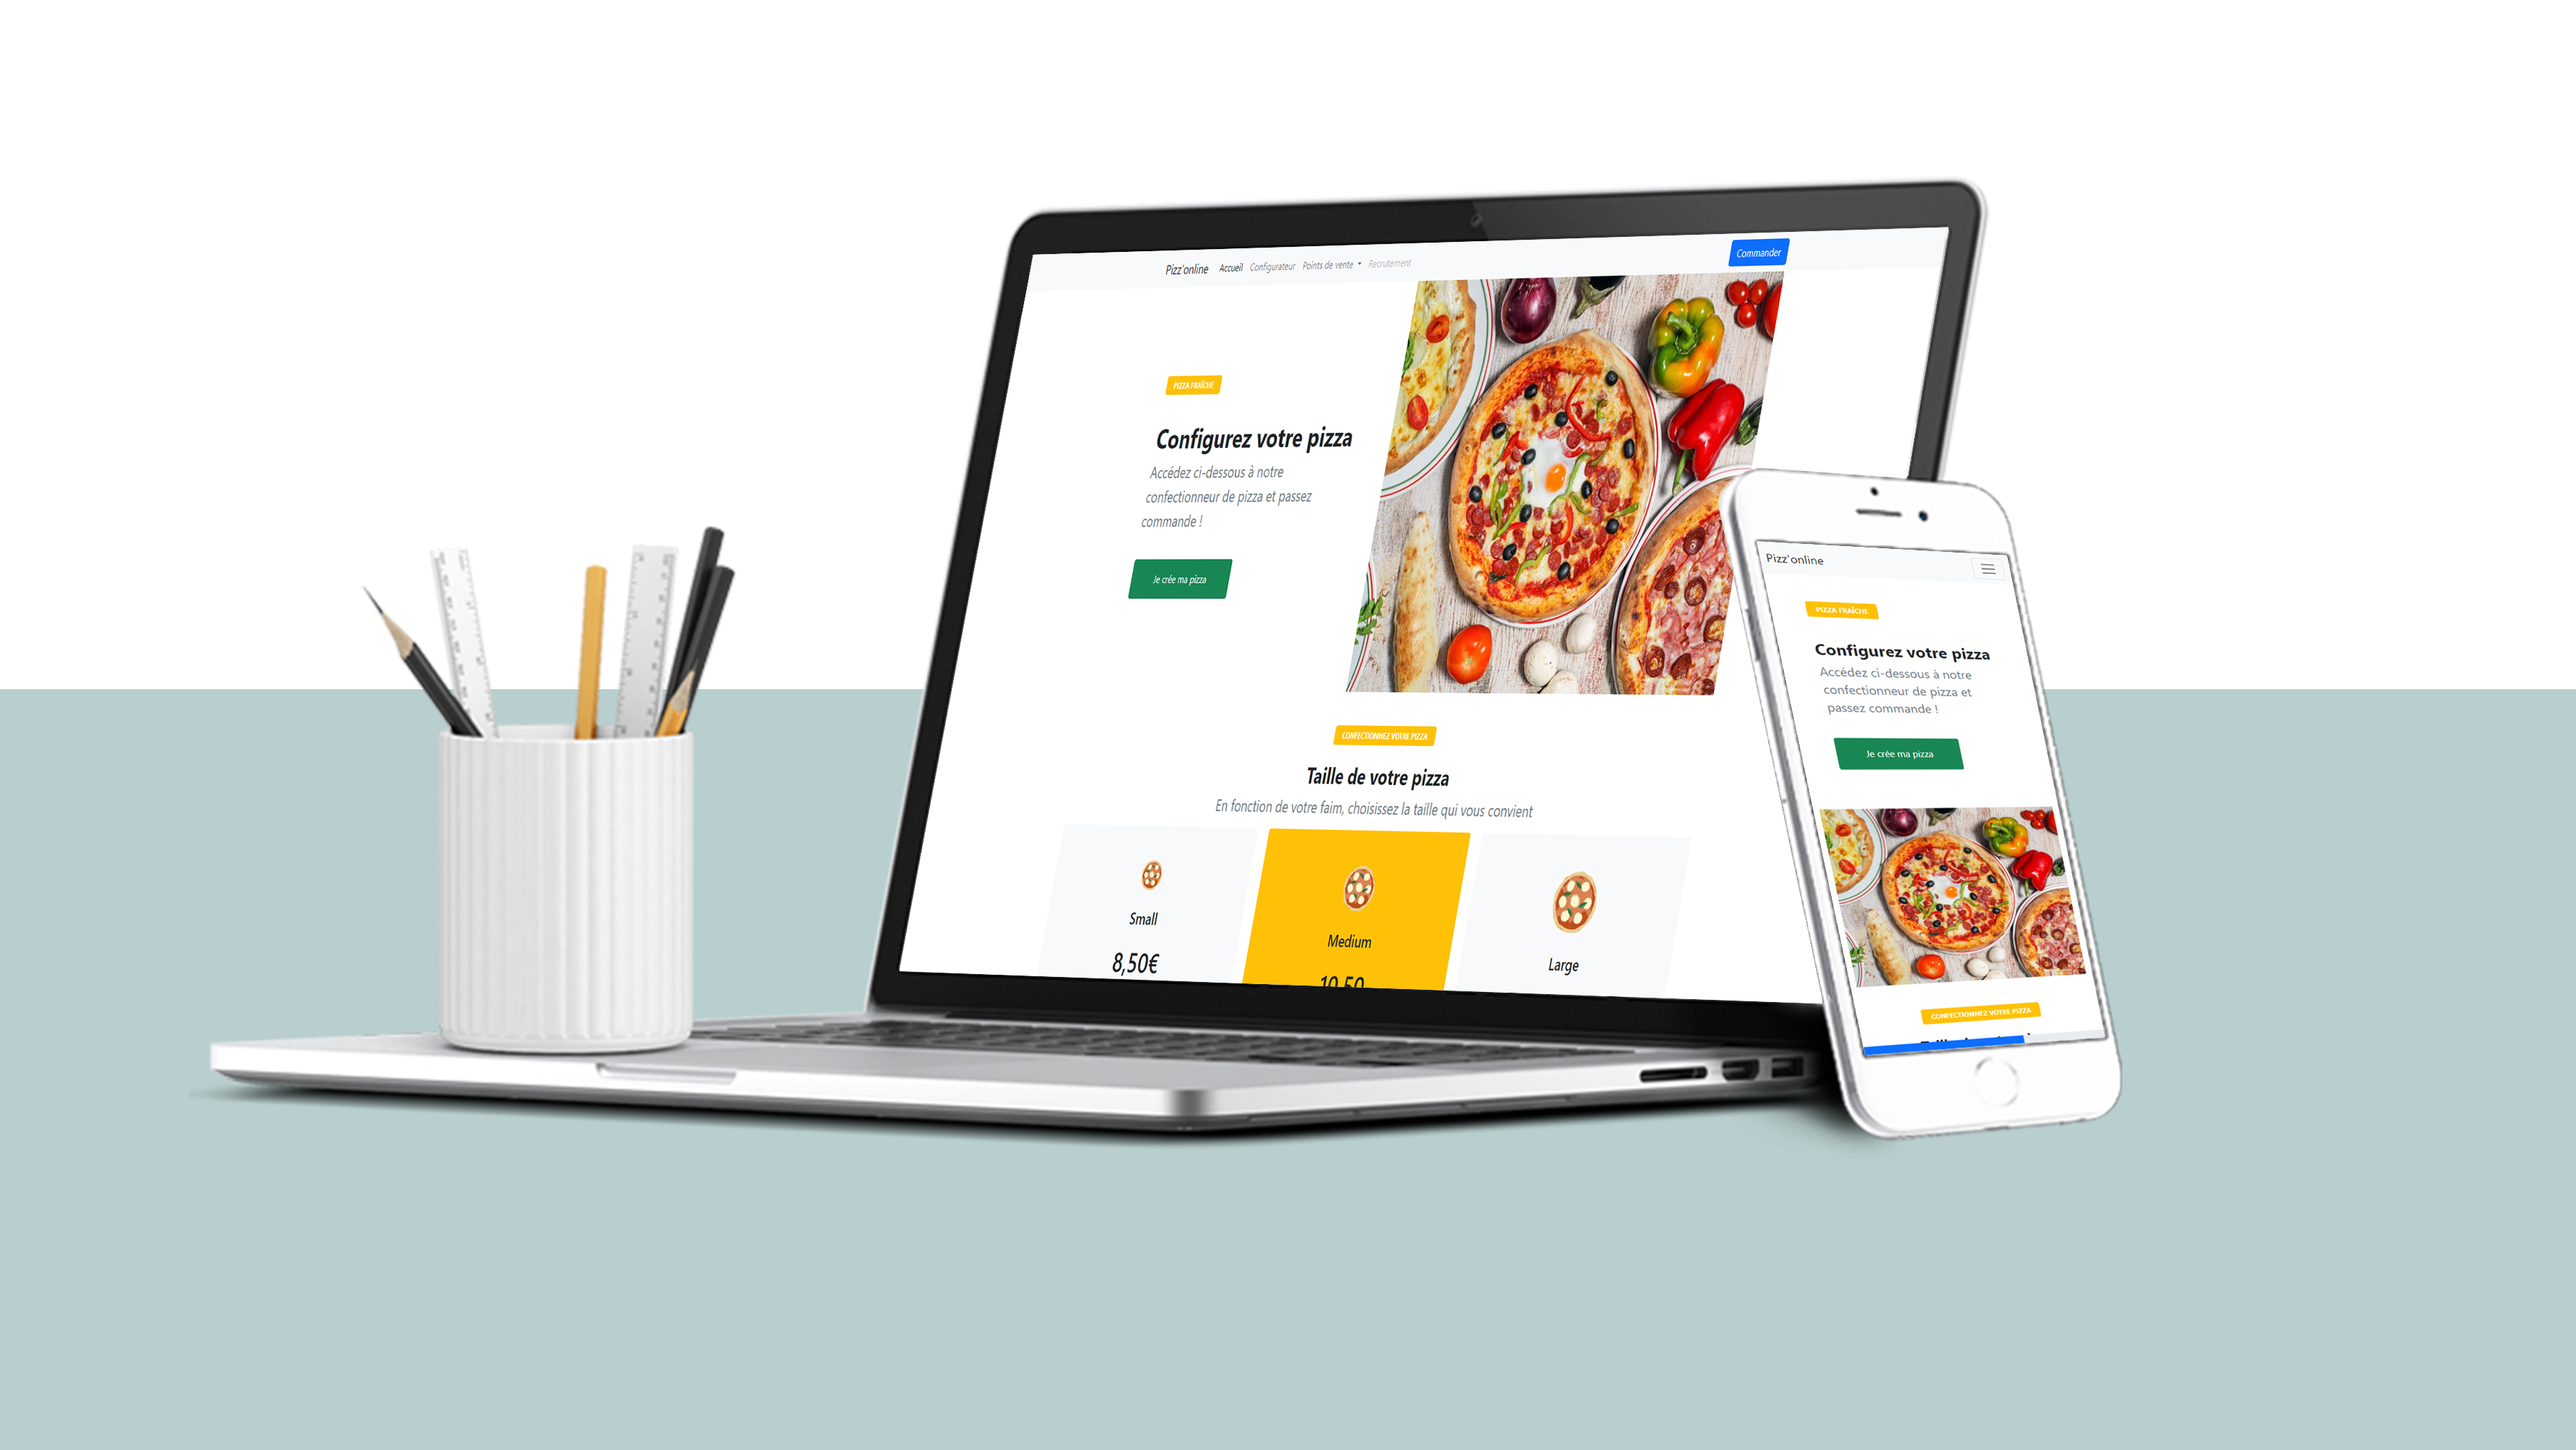 Pizz'online Accueil Configurateur Points de vente Recrutement Commander
PIZZA FRAÎCHE
Configurez votre pizza
Accédez ci-dessous à notre
confectionneur de pizza et passez
commande !
Je crée ma pizza
CONFECTIONNEZ VOTRE PIZZA
Taille de votre pizza
En fonction de votre faim, choisissez la taille qui vous convient
Small
8,50€
Medium
10,50
Large
Pizz'online
PIZZA FRAÎCHE
Configurez votre pizza
Accédez ci-dessous à notre
confectionneur de pizza et
passez commande !
Je crée ma pizza
CONFECTIONNEZ VOTRE PIZZA